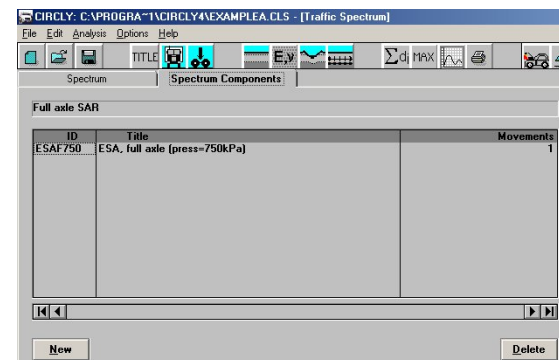 CIRCLY: C:\PROGRA~1\CIRCLY4\EXAMPLEA.CLS - [Traffic Spectrum]
File Edit Analysis Options Help
TITLE E,v ∑dj MAX
Spectrum Spectrum Components
Full axle SAR
ID Title Movements
ESAF750 ESA, full axle (press=750kPa) 1
New Delete